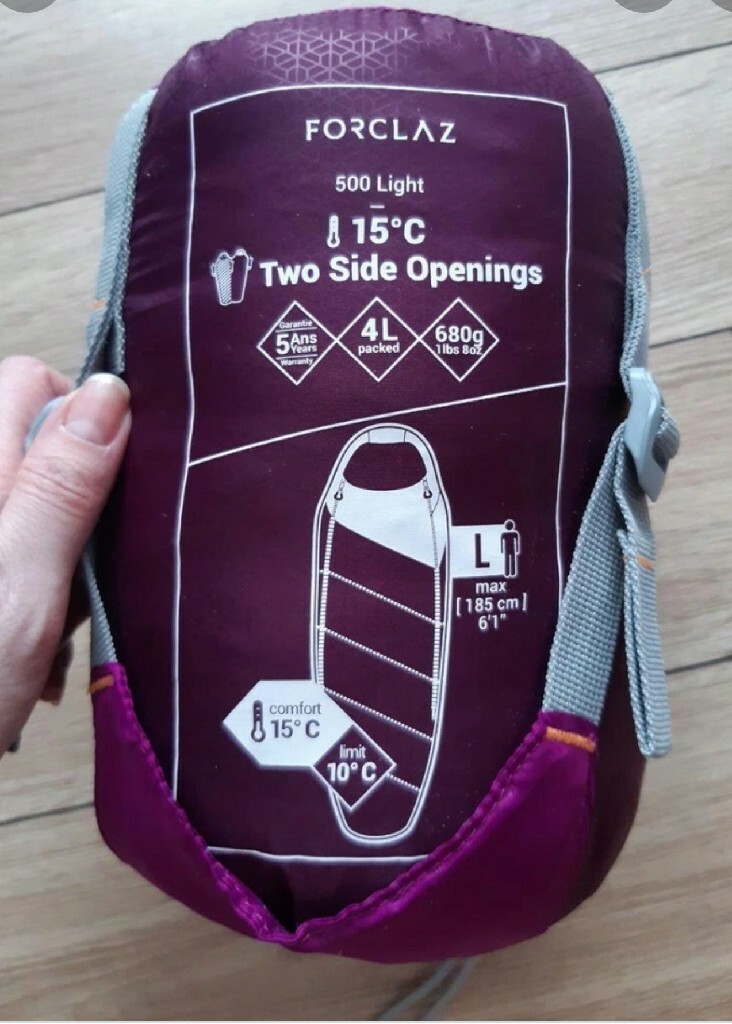 FORCLAZ
500 Light
15°C
Two Side Openings
Garantie
5 Ans
Years
Warranty
4L
packed
680g
1lbs 8oz
L
max
[185 cm]
6'1"
comfort
15°C
limit
10°C